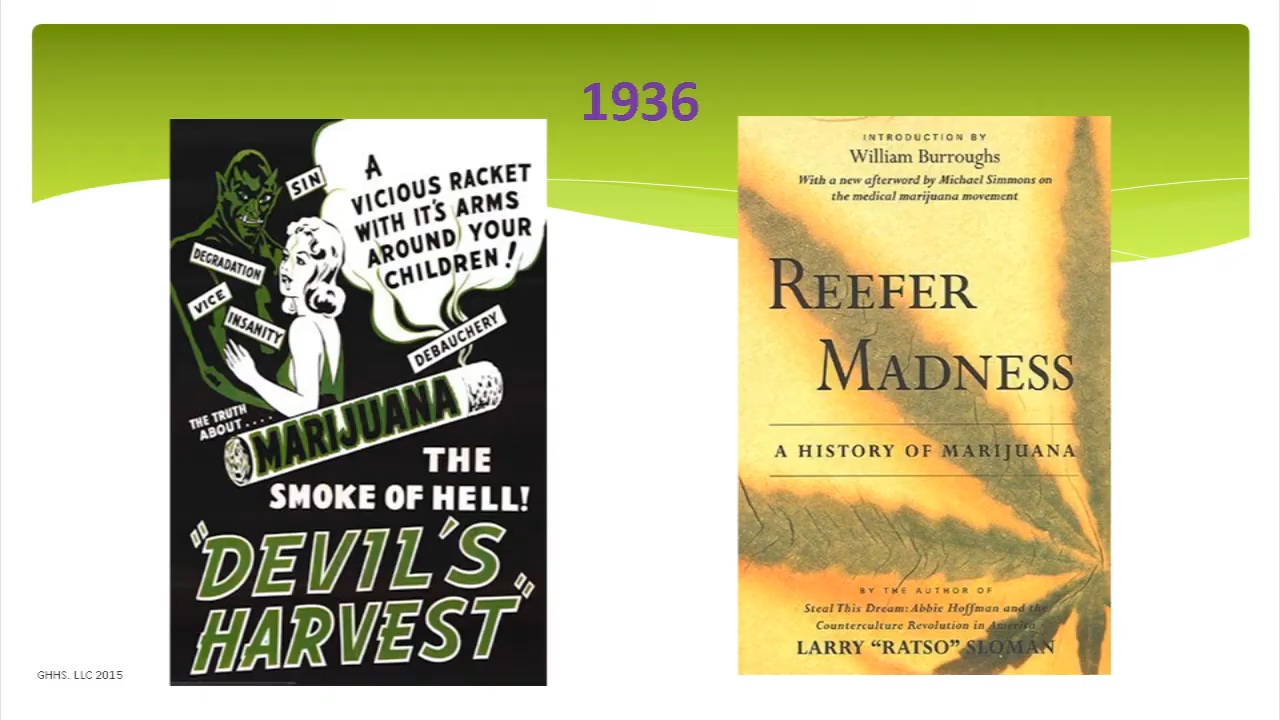 1936
SIN
A
VICIOUS RACKET
WITH IT'S ARMS
AROUND YOUR
CHILDREN!
DEGRADATION
VICE
INSANITY
DEBAUCHERY
THE TRUTH
ABOUT....
MARIJUANA
THE
SMOKE OF HELL!
"DEVIL'S
HARVEST"
INTRODUCTION BY
William Burroughs
With a new afterword by Michael Simmons on
the medical marijuana movement
REEFER
MADNESS
A HISTORY OF MARIJUANA
BY THE AUTHOR OF
Steal This Dream: Abbie Hoffman and the
Counterculture Revolution in America
LARRY “RATSO” SLOMAN
GHHS. LLC 2015